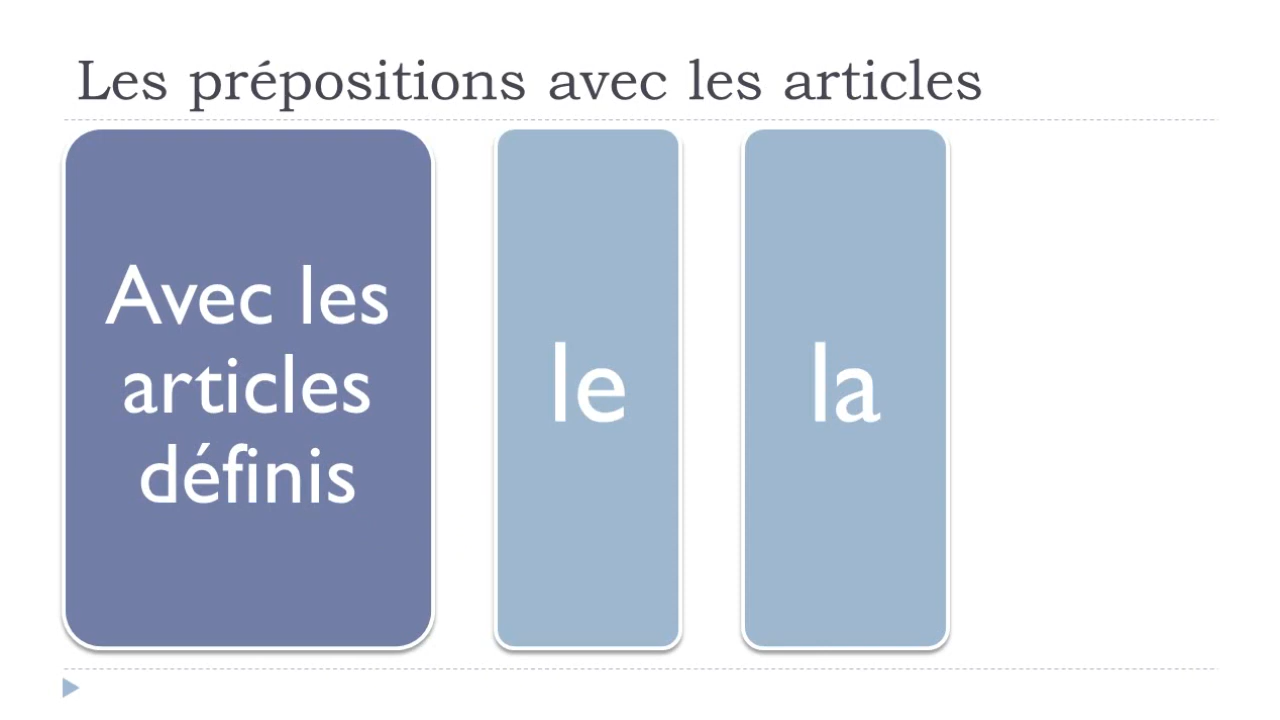 Les prépositions avec les articles
Avec les
articles
définis
le
la